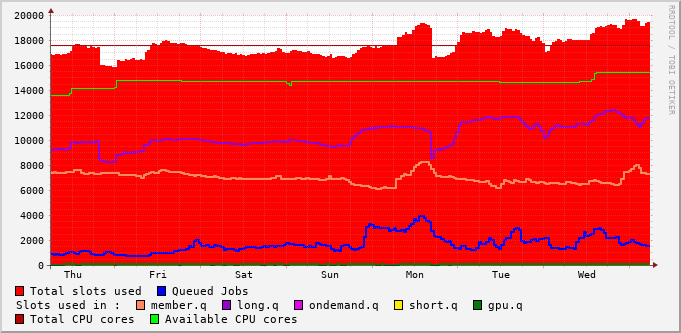 RRDTOOL / TOBI OETIKER
20000
18000
16000
14000
12000
10000
8000
6000
4000
2000
0
Thu Fri Sat Sun Mon Tue Wed
Total slots used Queued Jobs
Slots used in : member.q long.q ondemand.q short.q gpu.q
Total CPU cores Available CPU cores